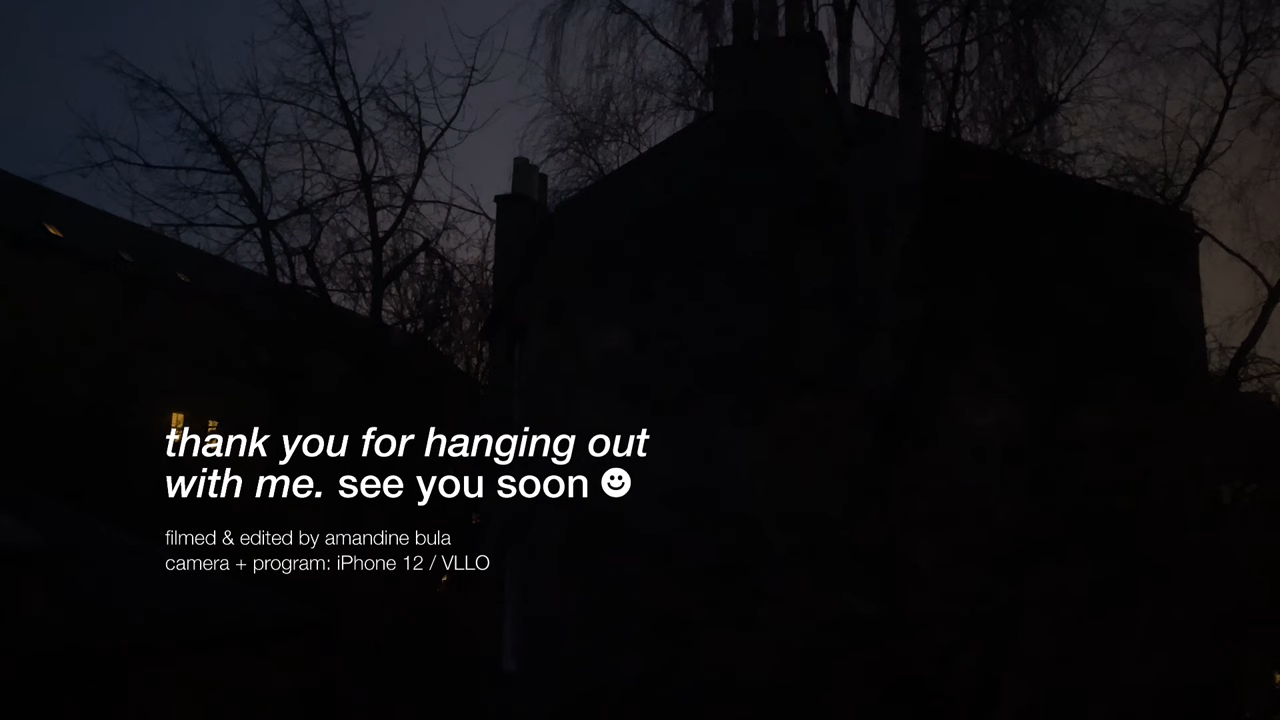 thank you for hanging out
with me. see you soon ☻
filmed & edited by amandine bula
camera + program: iPhone 12 / VLLO